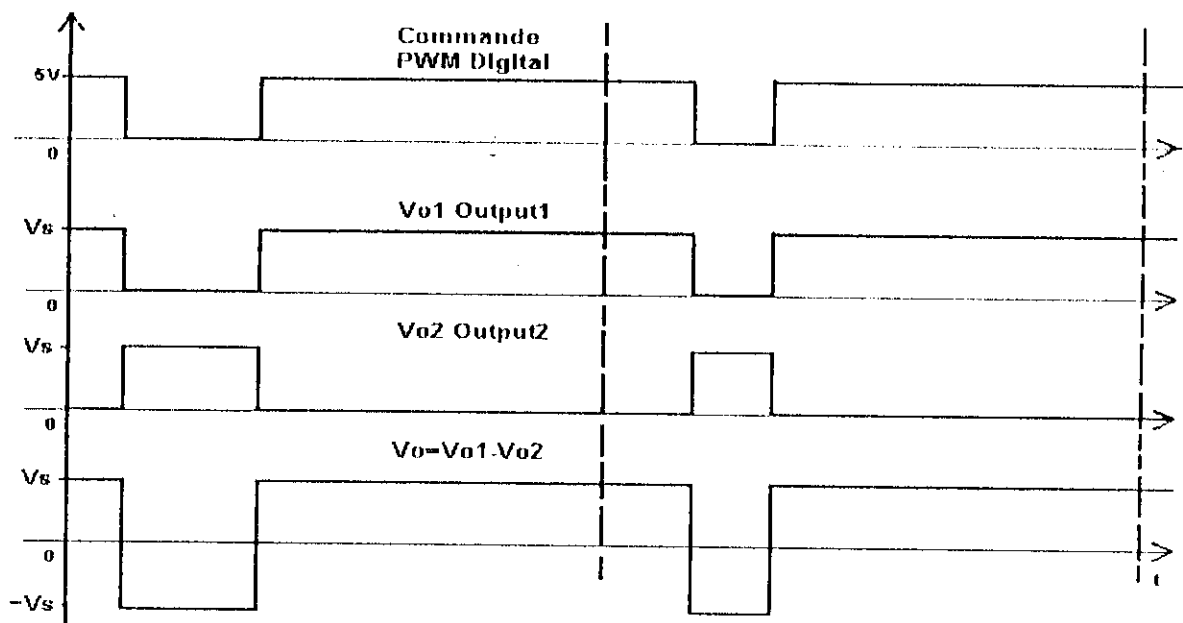 Commande
PWM Digital
5V
0
Vo1 Output1
Vs
0
Vo2 Output2
Vs
0
Vo=Vo1-Vo2
Vs
0
-Vs
t